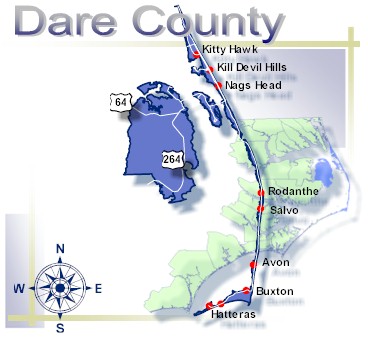 Dare County
Kitty Hawk
Kill Devil Hills
Nags Head
64
264
Rodanthe
Salvo
Avon
Buxton
Hatteras
N
W E
S